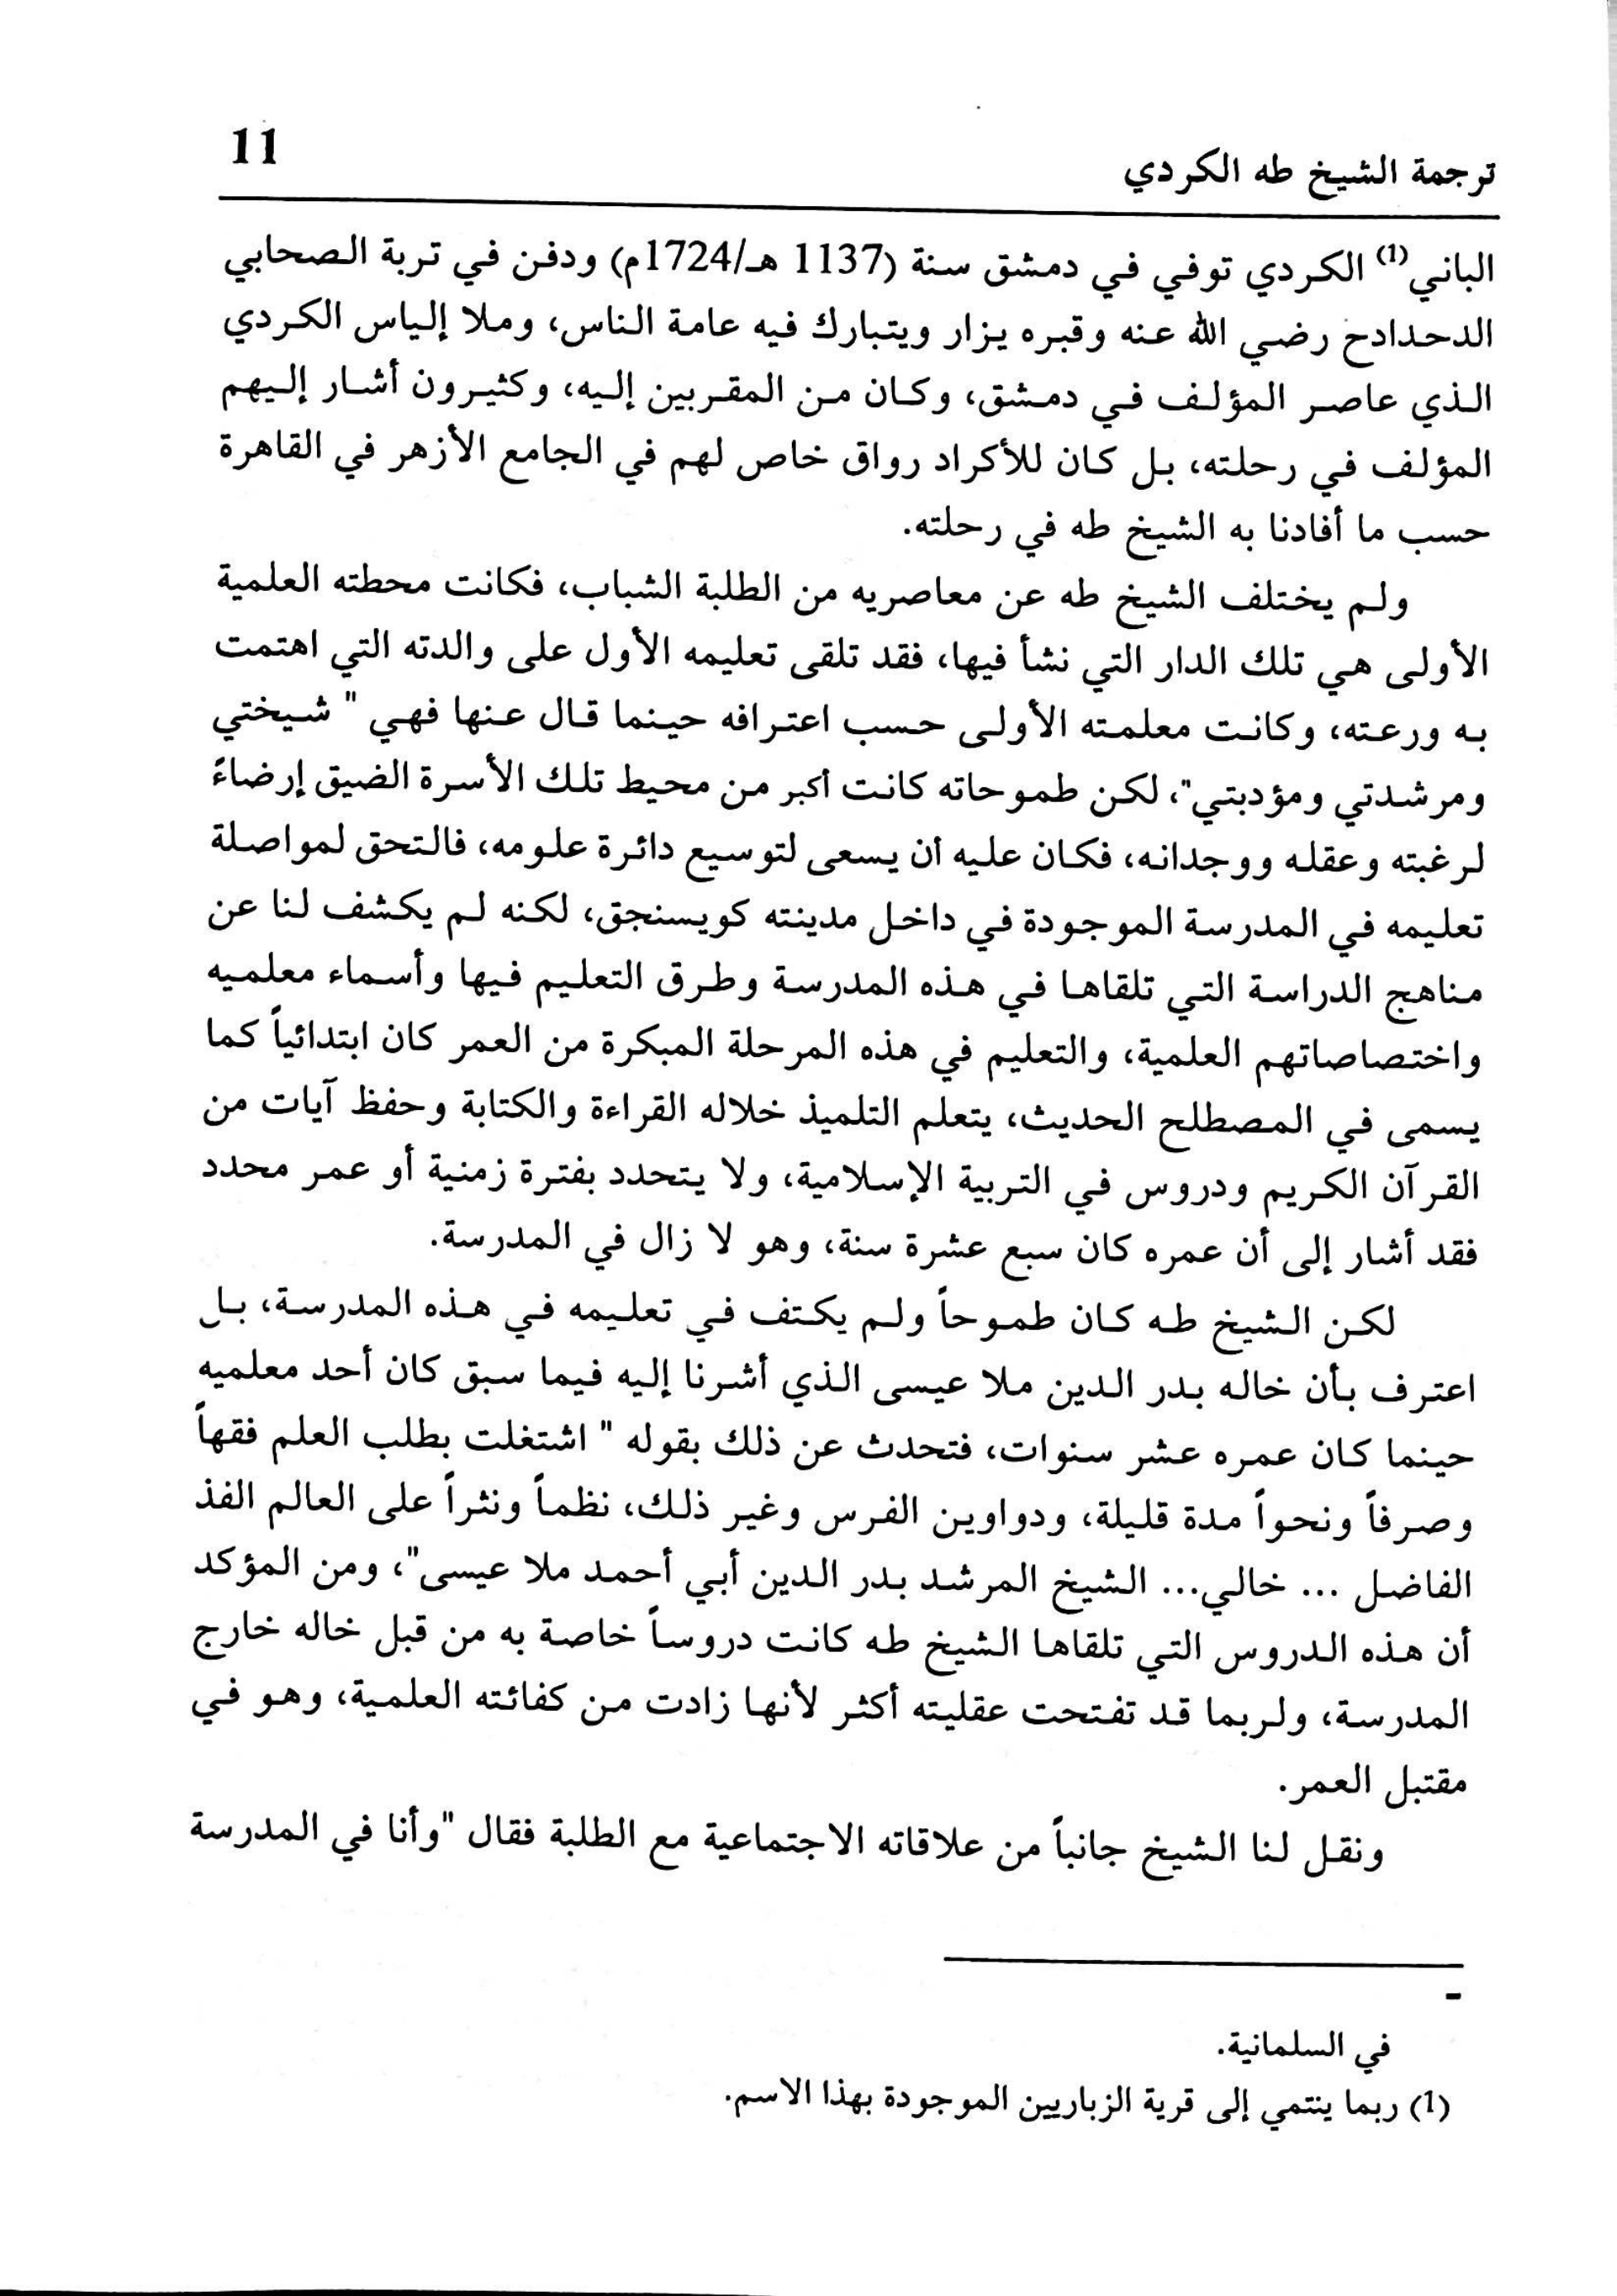 ترجمة الشيخ طه الكردي
11
الباني(1) الكردي توفي في دمشق سنة (1137 هـ/1724م) ودفن في تربة الصحابي
الدحدادح رضي الله عنه وقبره يزار ويتبارك فيه عامة الناس، وملا إلياس الكردي
الذي عاصر المؤلف في دمشق، وكان من المقربين إليه، وكثيرون أشار إليهم
المؤلف في رحلته، بل كان للأكراد رواق خاص لهم في الجامع الأزهر في القاهرة
حسب ما أفادنا به الشيخ طه في رحلته.
ولم يختلف الشيخ طه عن معاصريه من الطلبة الشباب، فكانت محطته العلمية
الأولى هي تلك الدار التي نشأ فيها، فقد تلقى تعليمه الأول على والدته التي اهتمت
به ورعته، وكانت معلمته الأولى حسب اعترافه حينما قال عنها فهي " شيختي
ومرشدتي ومؤدبتي"، لكن طموحاته كانت أكبر من محيط تلك الأسرة الضيق إرضاءً
لرغبته وعقله ووجدانه، فكان عليه أن يسعى لتوسيع دائرة علومه، فالتحق لمواصلة
تعليمه في المدرسة الموجودة في داخل مدينته كويسنجق، لكنه لم يكشف لنا عن
مناهج الدراسة التي تلقاها في هذه المدرسة وطرق التعليم فيها وأسماء معلميه
واختصاصاتهم العلمية، والتعليم في هذه المرحلة المبكرة من العمر كان ابتدائياً كما
يسمى في المصطلح الحديث، يتعلم التلميذ خلاله القراءة والكتابة وحفظ آيات من
القرآن الكريم ودروس في التربية الإسلامية، ولا يتحدد بفترة زمنية أو عمر محدد
فقد أشار إلى أن عمره كان سبع عشرة سنة، وهو لا زال في المدرسة.
لكن الشيخ طه كان طموحاً ولم يكتف في تعليمه في هذه المدرسة، بل
اعترف بأن خاله بدر الدين ملا عيسى الذي أشرنا إليه فيما سبق كان أحد معلميه
حينما كان عمره عشر سنوات، فتحدث عن ذلك بقوله " اشتغلت بطلب العلم فقهاً
وصرفاً ونحواً مدة قليلة، ودواوين الفرس وغير ذلك، نظماً ونثراً على العالم الفذ
الفاضل ... خالي... الشيخ المرشد بدر الدين أبي أحمد ملا عيسى"، ومن المؤكد
أن هذه الدروس التي تلقاها الشيخ طه كانت دروساً خاصة به من قبل خاله خارج
المدرسة، ولربما قد تفتحت عقليته أكثر لأنها زادت من كفائته العلمية، وهو في
مقتبل العمر.
ونقل لنا الشيخ جانباً من علاقاته الاجتماعية مع الطلبة فقال "وأنا في المدرسة
-
في السلمانية.
(1) ربما ينتمي إلى قرية الزباريين الموجودة بهذا الاسم.